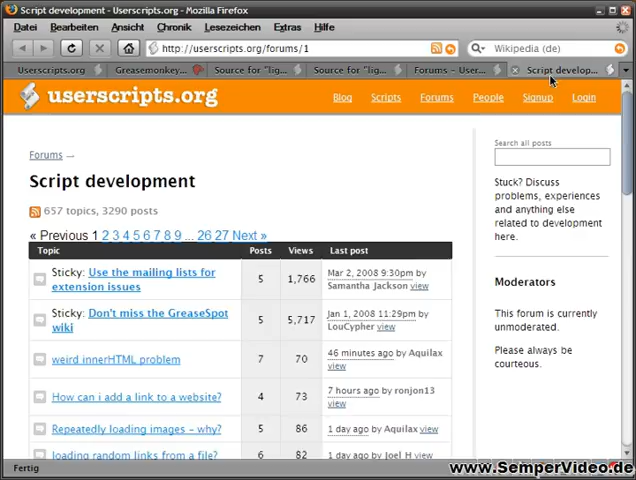 Script development - Userscripts.org - Mozilla Firefox
Datei Bearbeiten Ansicht Chronik Lesezeichen Extras Hilfe
http://userscripts.org/forums/1 Wikipedia (de)
Userscripts.org Greasemonkey... Source for "lig... Source for "lig... Forums – User... Script develop...
userscripts.org
Blog Scripts Forums People Signup Login
Forums →
Search all posts
Script development
657 topics, 3290 posts
Stuck? Discuss
problems, experiences
and anything else
related to development
here.
« Previous 1 2 3 4 5 6 7 8 9 ... 26 27 Next »
Topic Posts Views Last post
Sticky: Use the mailing lists for
extension issues
5 1,766 Mar 2, 2008 9:30pm by
Samantha Jackson view
Sticky: Don't miss the GreaseSpot
wiki
5 5,717 Jan 1, 2008 11:29pm by
LouCypher view
weird innerHTML problem 7 70 46 minutes ago by Aquilax
view
How can i add a link to a website? 4 73 7 hours ago by ronjon13
view
Repeatedly loading images – why? 5 86 1 day ago by Aquilax view
loading random links from a file? 6 82 1 day ago by Joel H view
Moderators
This forum is currently
unmoderated.
Please always be
courteous.
Fertig
www.SemperVideo.de